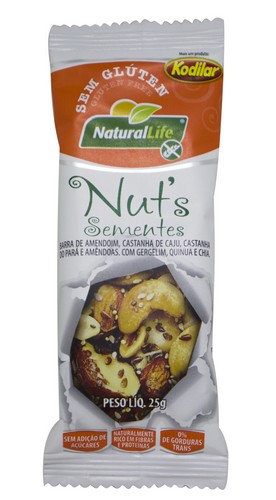 Mais um produto:
Kodilar
SEM GLÚTEN
GLUTEN FREE
NaturalLife
Nut's
Sementes
BARRA DE AMENDOIM, CASTANHA DE CAJU, CASTANHA
DO PARÁ E AMÊNDOAS, COM GERGELIM, QUINUA E CHIA.
PESO LÍQ. 25g
SEM ADIÇÃO DE
AÇUCARES
NATURALMENTE
RICO EM FIBRAS
E PROTEÍNAS
0%
DE GORDURAS
TRANS